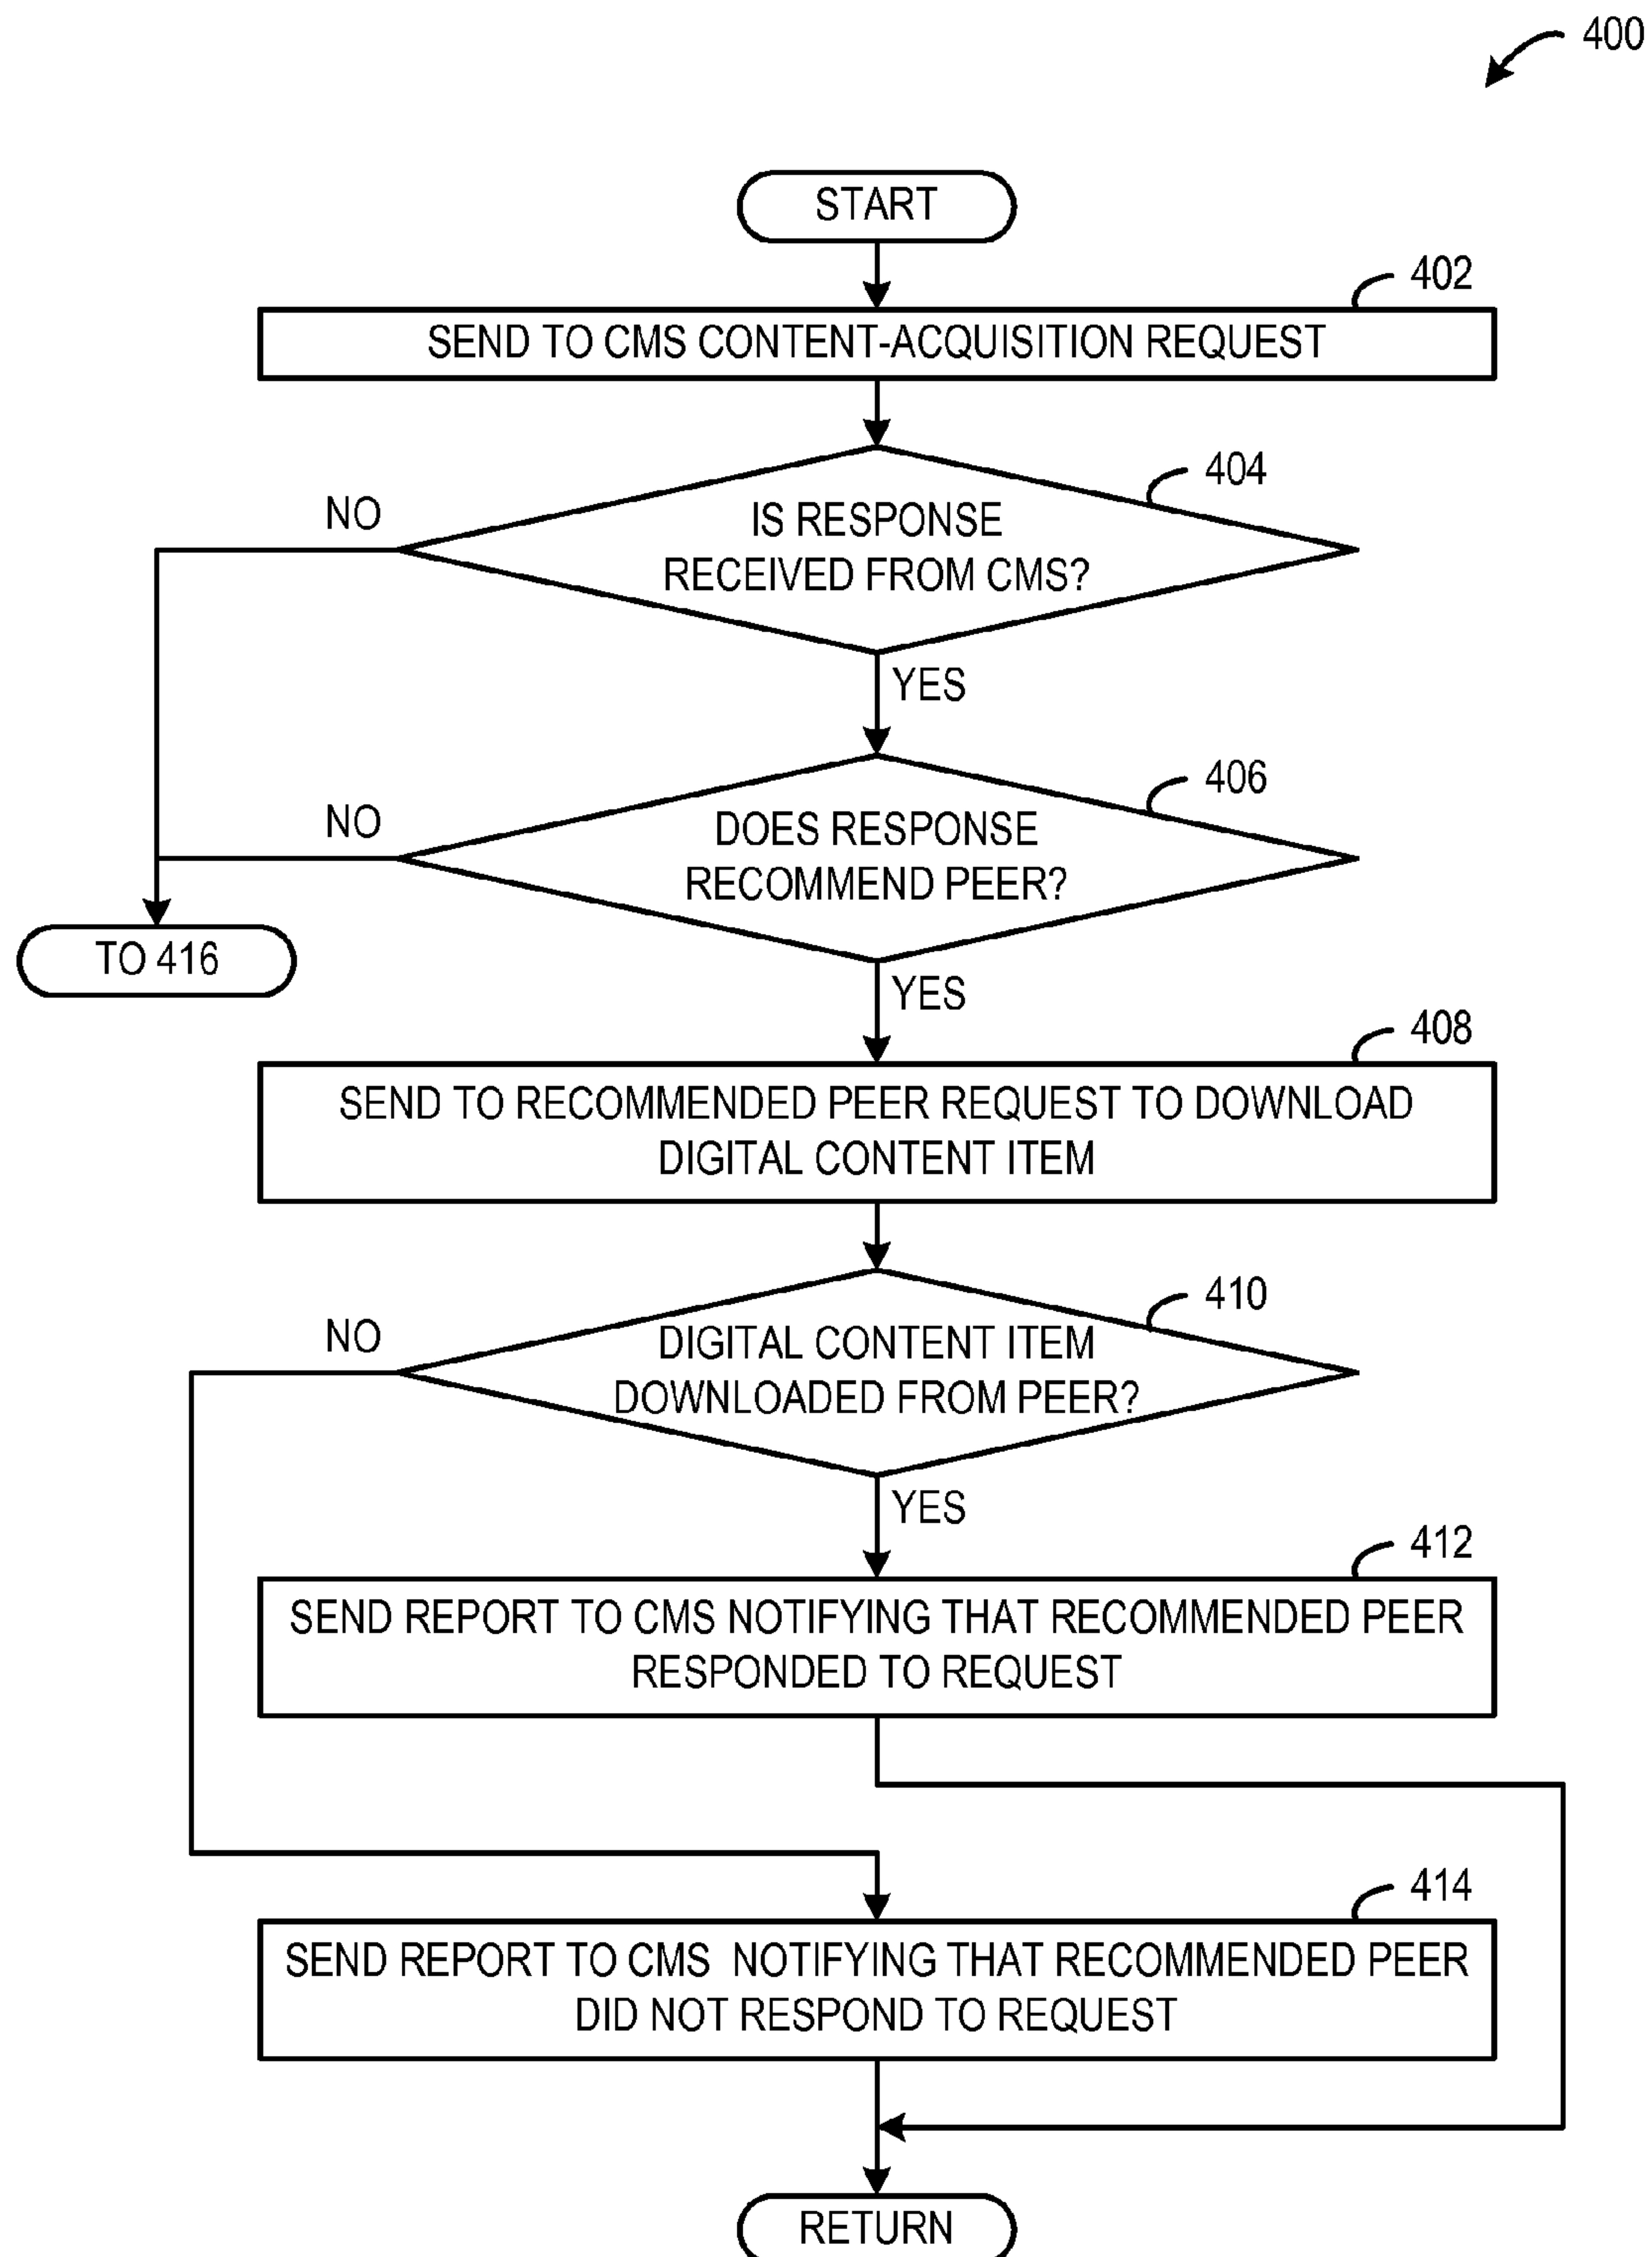 400
START
402
SEND TO CMS CONTENT-ACQUISITION REQUEST
404
NO
IS RESPONSE
RECEIVED FROM CMS?
YES
406
NO
DOES RESPONSE
RECOMMEND PEER?
TO 416
YES
408
SEND TO RECOMMENDED PEER REQUEST TO DOWNLOAD
DIGITAL CONTENT ITEM
410
NO
DIGITAL CONTENT ITEM
DOWNLOADED FROM PEER?
YES
412
SEND REPORT TO CMS NOTIFYING THAT RECOMMENDED PEER
RESPONDED TO REQUEST
414
SEND REPORT TO CMS NOTIFYING THAT RECOMMENDED PEER
DID NOT RESPOND TO REQUEST
RETURN